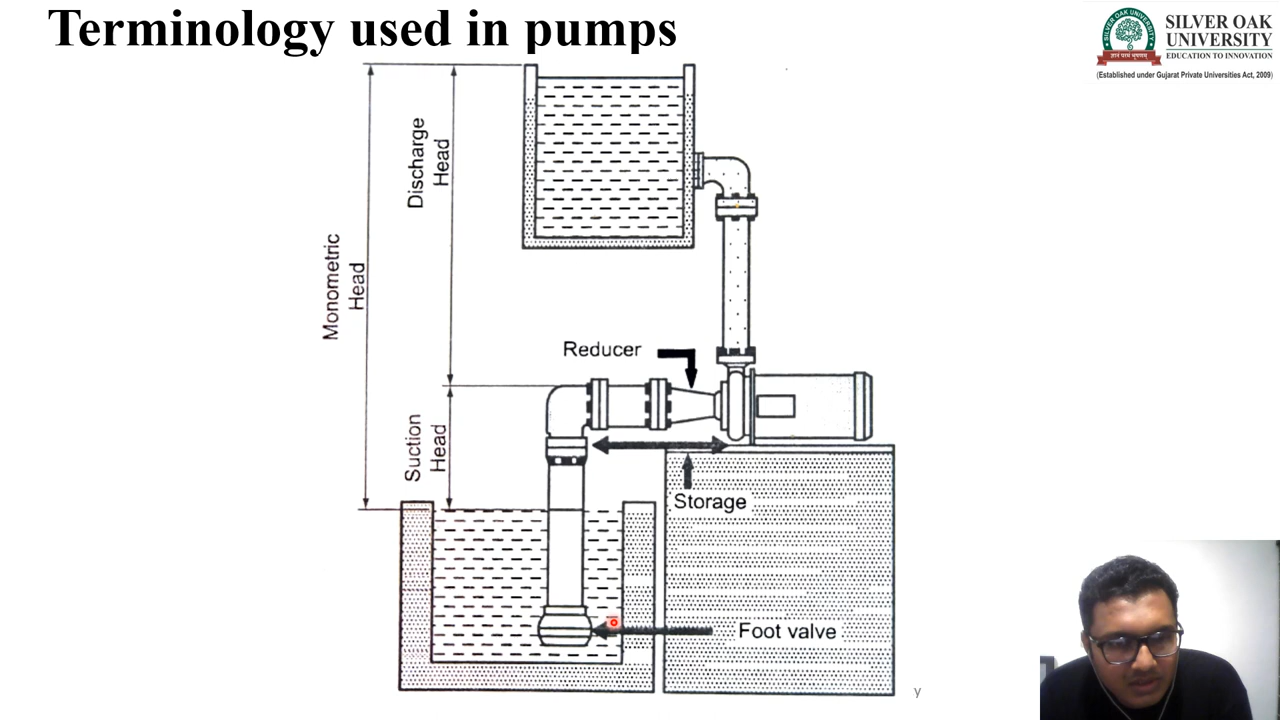 Terminology used in pumps
SILVER OAK
UNIVERSITY
EDUCATION TO INNOVATION
(Established under Gujarat Private Universities Act, 2009)
Discharge
Head
Monometric
Head
Reducer
Suction
Head
Storage
Foot valve
y